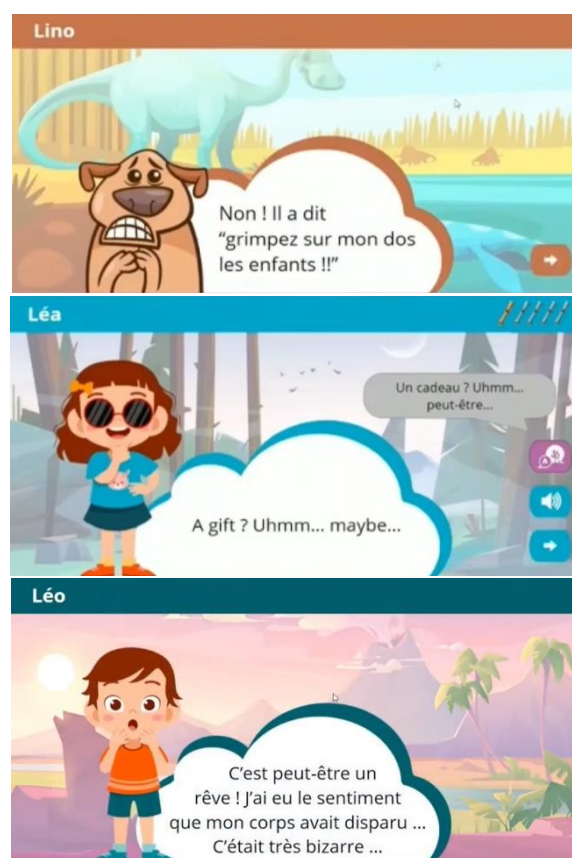 Lino
Non ! Il a dit
“grimpez sur mon dos
les enfants !!”
Léa
Un cadeau ? Uhmm...
peut-être...
A gift ? Uhmm... maybe...
Léo
C’est peut-être un
rêve ! J’ai eu le sentiment
que mon corps avait disparu ...
C’était très bizarre ...